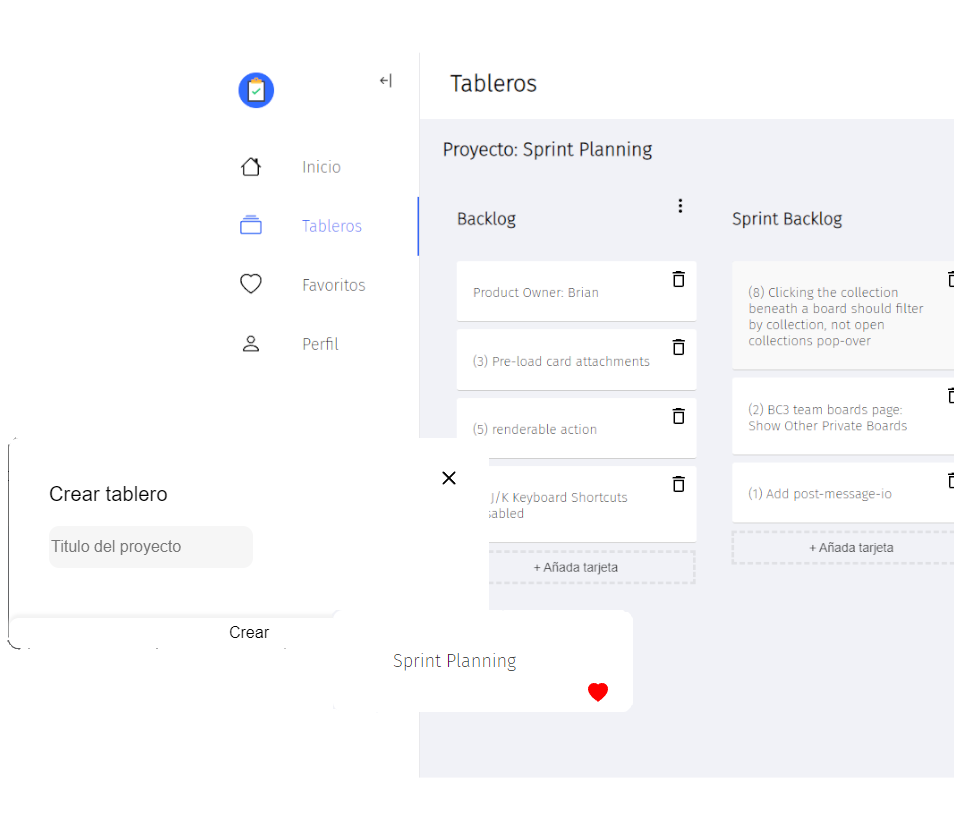 Tableros
Inicio
Tableros
Favoritos
Perfil
Proyecto: Sprint Planning
Backlog
Product Owner: Brian
(3) Pre-load card attachments
(5) renderable action
J/K Keyboard Shortcuts
+ Añada tarjeta
Sprint Backlog
(8) Clicking the collection
beneath a board should filter
by collection, not open
collections pop-over
(2) BC3 team boards page:
Show Other Private Boards
(1) Add post-message-io
+ Añada tarjeta
Crear tablero
Titulo del proyecto
Crear
Sprint Planning